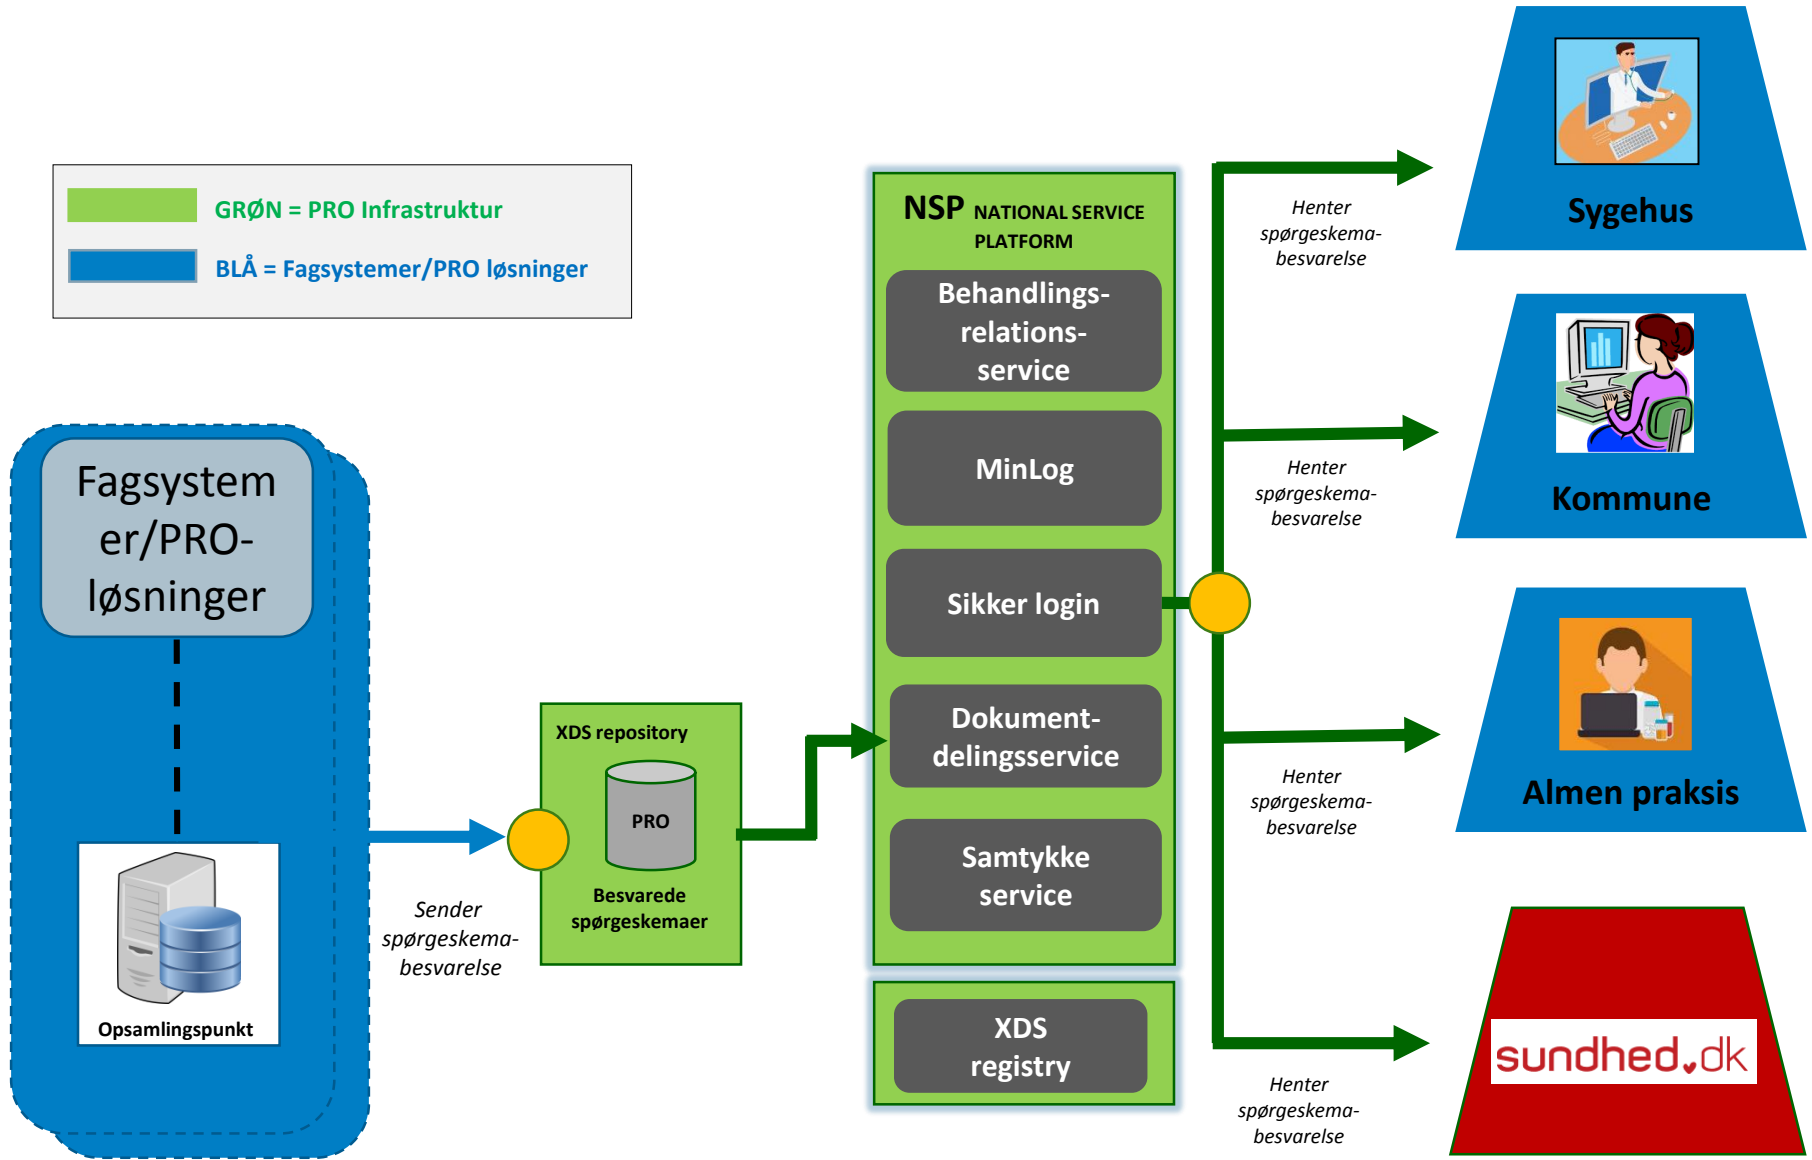 GRØN = PRO Infrastruktur
BLÅ = Fagsystemer/PRO løsninger
Fagsystem
er/PRO-
løsninger
Opsamlingspunkt
Sender
spørgeskema-
besvarelse
XDS repository
PRO
Besvarede
spørgeskemaer
NSP NATIONAL SERVICE
PLATFORM
Behandlings-
relations-
service
MinLog
Sikker login
Dokument-
delingsservice
Samtykke
service
XDS
registry
Henter
spørgeskema-
besvarelse
Sygehus
Henter
spørgeskema-
besvarelse
Kommune
Henter
spørgeskema-
besvarelse
Almen praksis
Henter
spørgeskema-
besvarelse
sundhed.dk